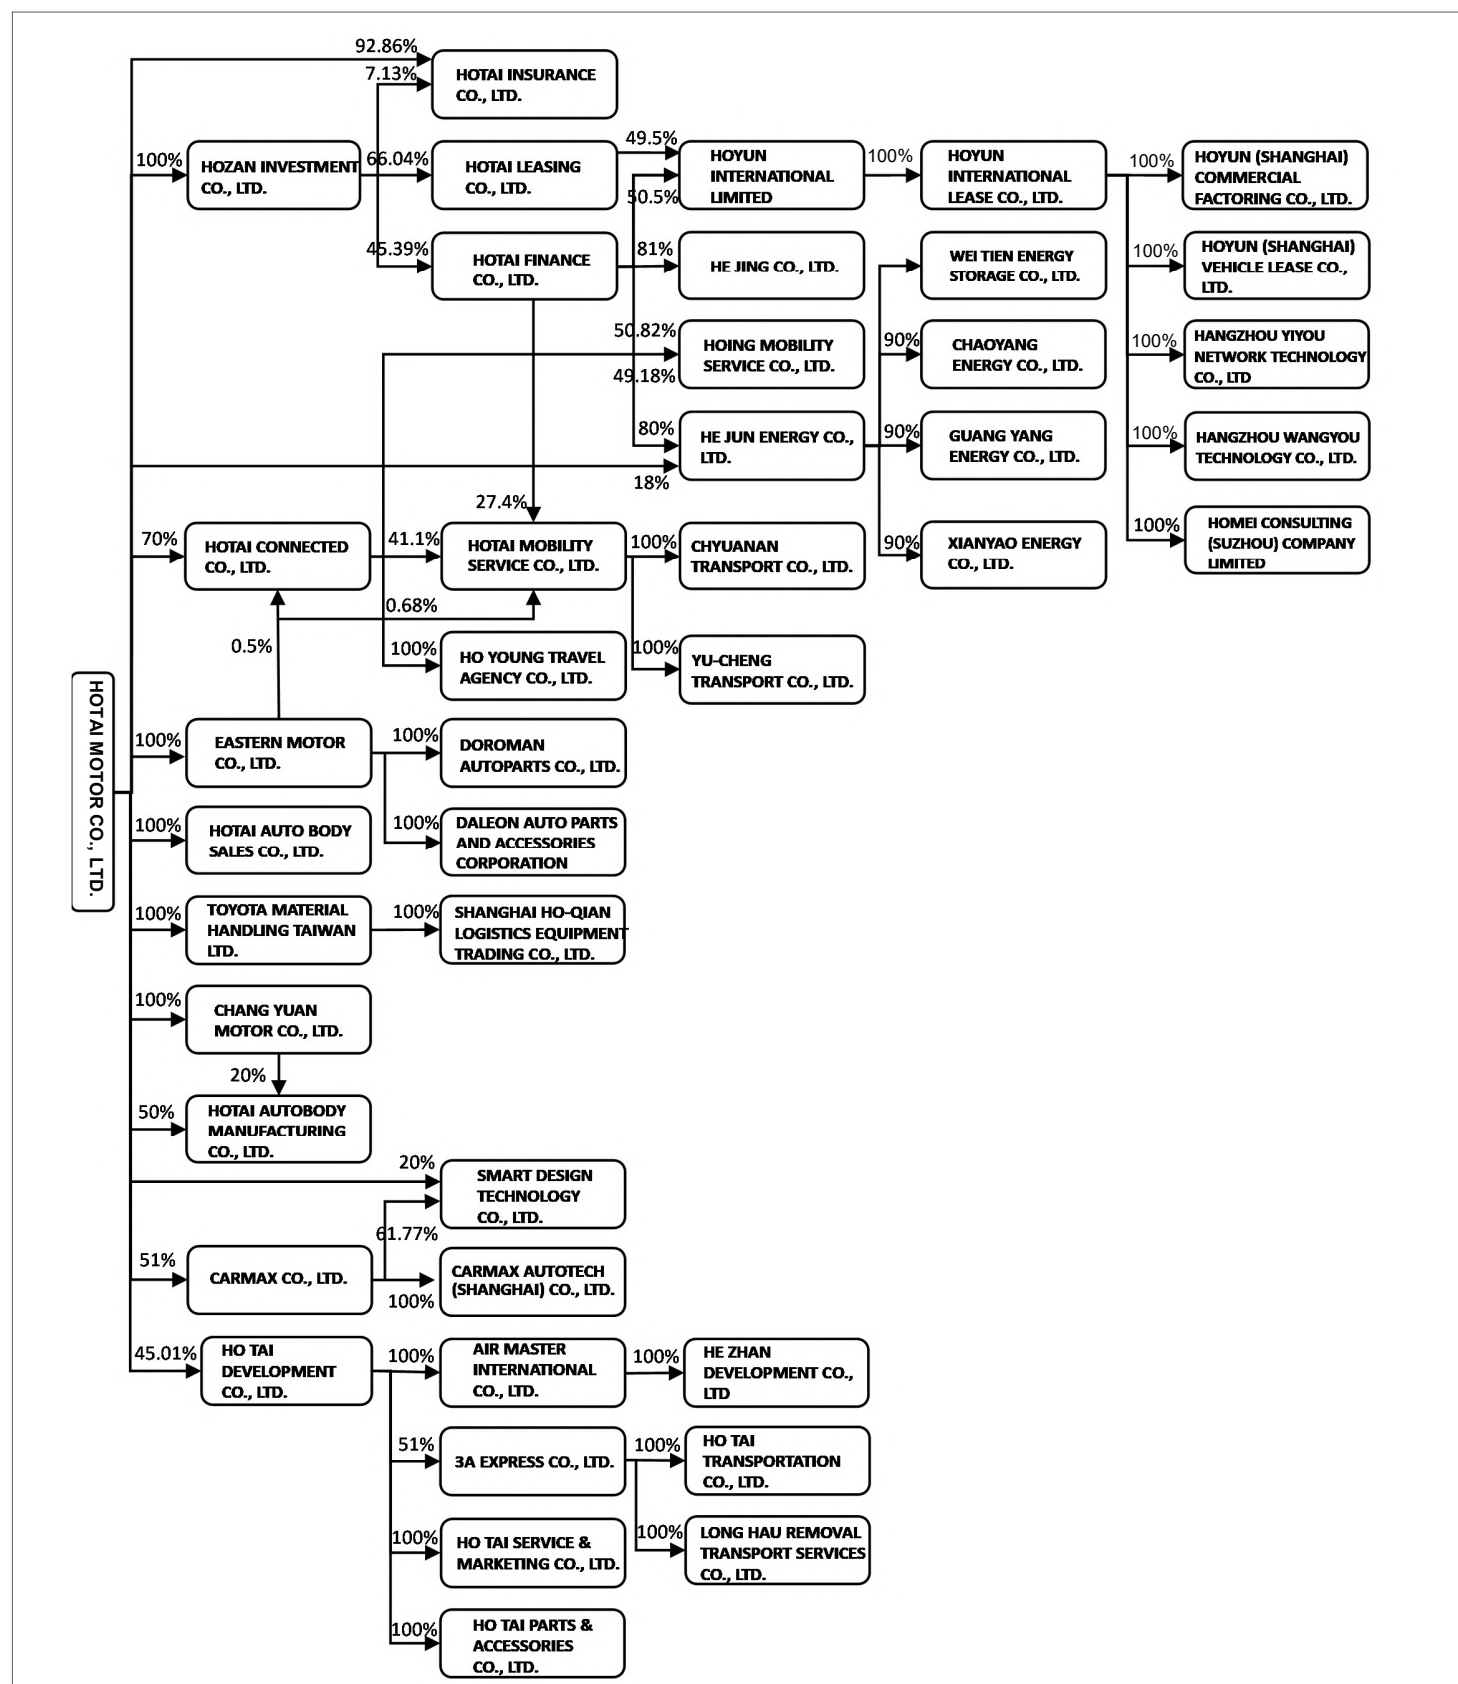 92.86%
7.13%
HOTAI INSURANCE
CO., LTD.
100%
HOZAN INVESTMENT
CO., LTD.
66.04%
HOTAI LEASING
CO., LTD.
49.5%
50.5%
HOYUN
INTERNATIONAL
LIMITED
100%
HOYUN
INTERNATIONAL
LEASE CO., LTD.
100%
HOYUN (SHANGHAI)
COMMERCIAL
FACTORING CO., LTD.
45.39%
HOTAI FINANCE
CO., LTD.
81%
HE JING CO., LTD.
WEI TIEN ENERGY
STORAGE CO., LTD.
100%
HOYUN (SHANGHAI)
VEHICLE LEASE CO.,
LTD.
50.82%
49.18%
HOING MOBILITY
SERVICE CO., LTD.
90%
CHAOYANG
ENERGY CO., LTD.
100%
HANGZHOU YIYOU
NETWORK TECHNOLOGY
CO., LTD
80%
18%
HE JUN ENERGY CO.,
LTD.
90%
GUANG YANG
ENERGY CO., LTD.
100%
HANGZHOU WANGYOU
TECHNOLOGY CO., LTD.
27.4%
70%
HOTAI CONNECTED
CO., LTD.
41.1%
HOTAI MOBILITY
SERVICE CO., LTD.
100%
CHYUANAN
TRANSPORT CO., LTD.
90%
XIANYAO ENERGY
CO., LTD.
100%
HOMEI CONSULTING
(SUZHOU) COMPANY
LIMITED
0.68%
0.5%
100%
HO YOUNG TRAVEL
AGENCY CO., LTD.
100%
YU-CHENG
TRANSPORT CO., LTD.
HOTAI MOTOR CO., LTD.
100%
EASTERN MOTOR
CO., LTD.
100%
DOROMAN
AUTOPARTS CO., LTD.
100%
HOTAI AUTO BODY
SALES CO., LTD.
100%
DALEON AUTO PARTS
AND ACCESSORIES
CORPORATION
100%
TOYOTA MATERIAL
HANDLING TAIWAN
LTD.
100%
SHANGHAI HO-QIAN
LOGISTICS EQUIPMENT
TRADING CO., LTD.
100%
CHANG YUAN
MOTOR CO., LTD.
20%
50%
HOTAI AUTOBODY
MANUFACTURING
CO., LTD.
20%
SMART DESIGN
TECHNOLOGY
CO., LTD.
61.77%
51%
CARMAX CO., LTD.
100%
CARMAX AUTOTECH
(SHANGHAI) CO., LTD.
45.01%
HO TAI
DEVELOPMENT
CO., LTD.
100%
AIR MASTER
INTERNATIONAL
CO., LTD.
100%
HE ZHAN
DEVELOPMENT CO.,
LTD
51%
3A EXPRESS CO., LTD.
100%
HO TAI
TRANSPORTATION
CO., LTD.
100%
HO TAI SERVICE &
MARKETING CO., LTD.
100%
LONG HAU REMOVAL
TRANSPORT SERVICES
CO., LTD.
100%
HO TAI PARTS &
ACCESSORIES
CO., LTD.